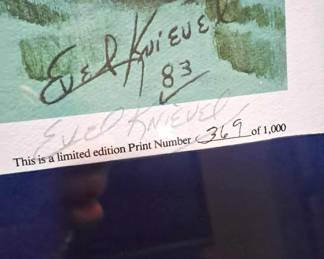 Evel Knievel
83
Evel Knievel
This is a limited edition Print Number 369 of 1,000